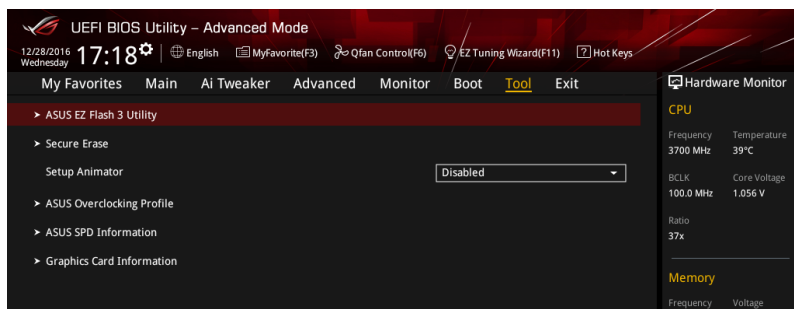 UEFI BIOS Utility – Advanced Mode
12/28/2016 Wednesday 17:18 English MyFavorite(F3) Qfan Control(F6) EZ Tuning Wizard(F11) ? Hot Keys
My Favorites Main Ai Tweaker Advanced Monitor Boot Tool Exit
Hardware Monitor
> ASUS EZ Flash 3 Utility
> Secure Erase
Setup Animator Disabled
> ASUS Overclocking Profile
> ASUS SPD Information
> Graphics Card Information
CPU
Frequency Temperature
3700 MHz 39°C
BCLK Core Voltage
100.0 MHz 1.056 V
Ratio
37x
Memory
Frequency Voltage